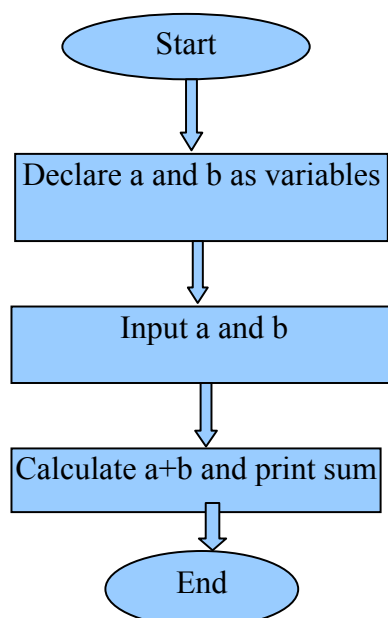 Start
Declare a and b as variables
Input a and b
Calculate a+b and print sum
End